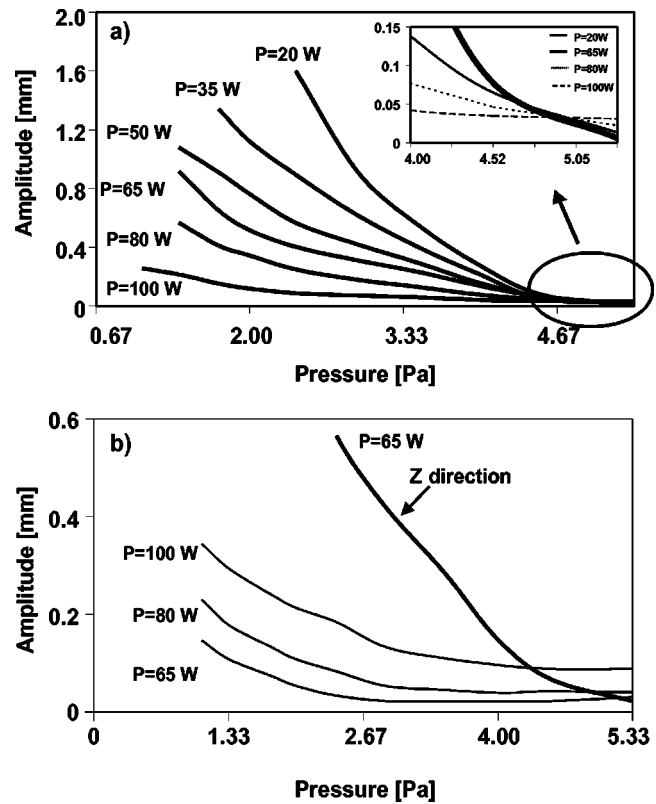 a)
Amplitude [mm]
2.0
1.6
1.2
0.8
0.4
0
P=20 W
P=35 W
P=50 W
P=65 W
P=80 W
P=100 W
0.15
0.1
0.05
0
4.00
4.52
5.05
P=20W
P=65W
P=80W
P=100W
0.67
2.00
3.33
4.67
Pressure [Pa]
b)
Amplitude [mm]
0.6
0.4
0.2
0
P=65 W
Z direction
P=100 W
P=80 W
P=65 W
0
1.33
2.67
4.00
5.33
Pressure [Pa]